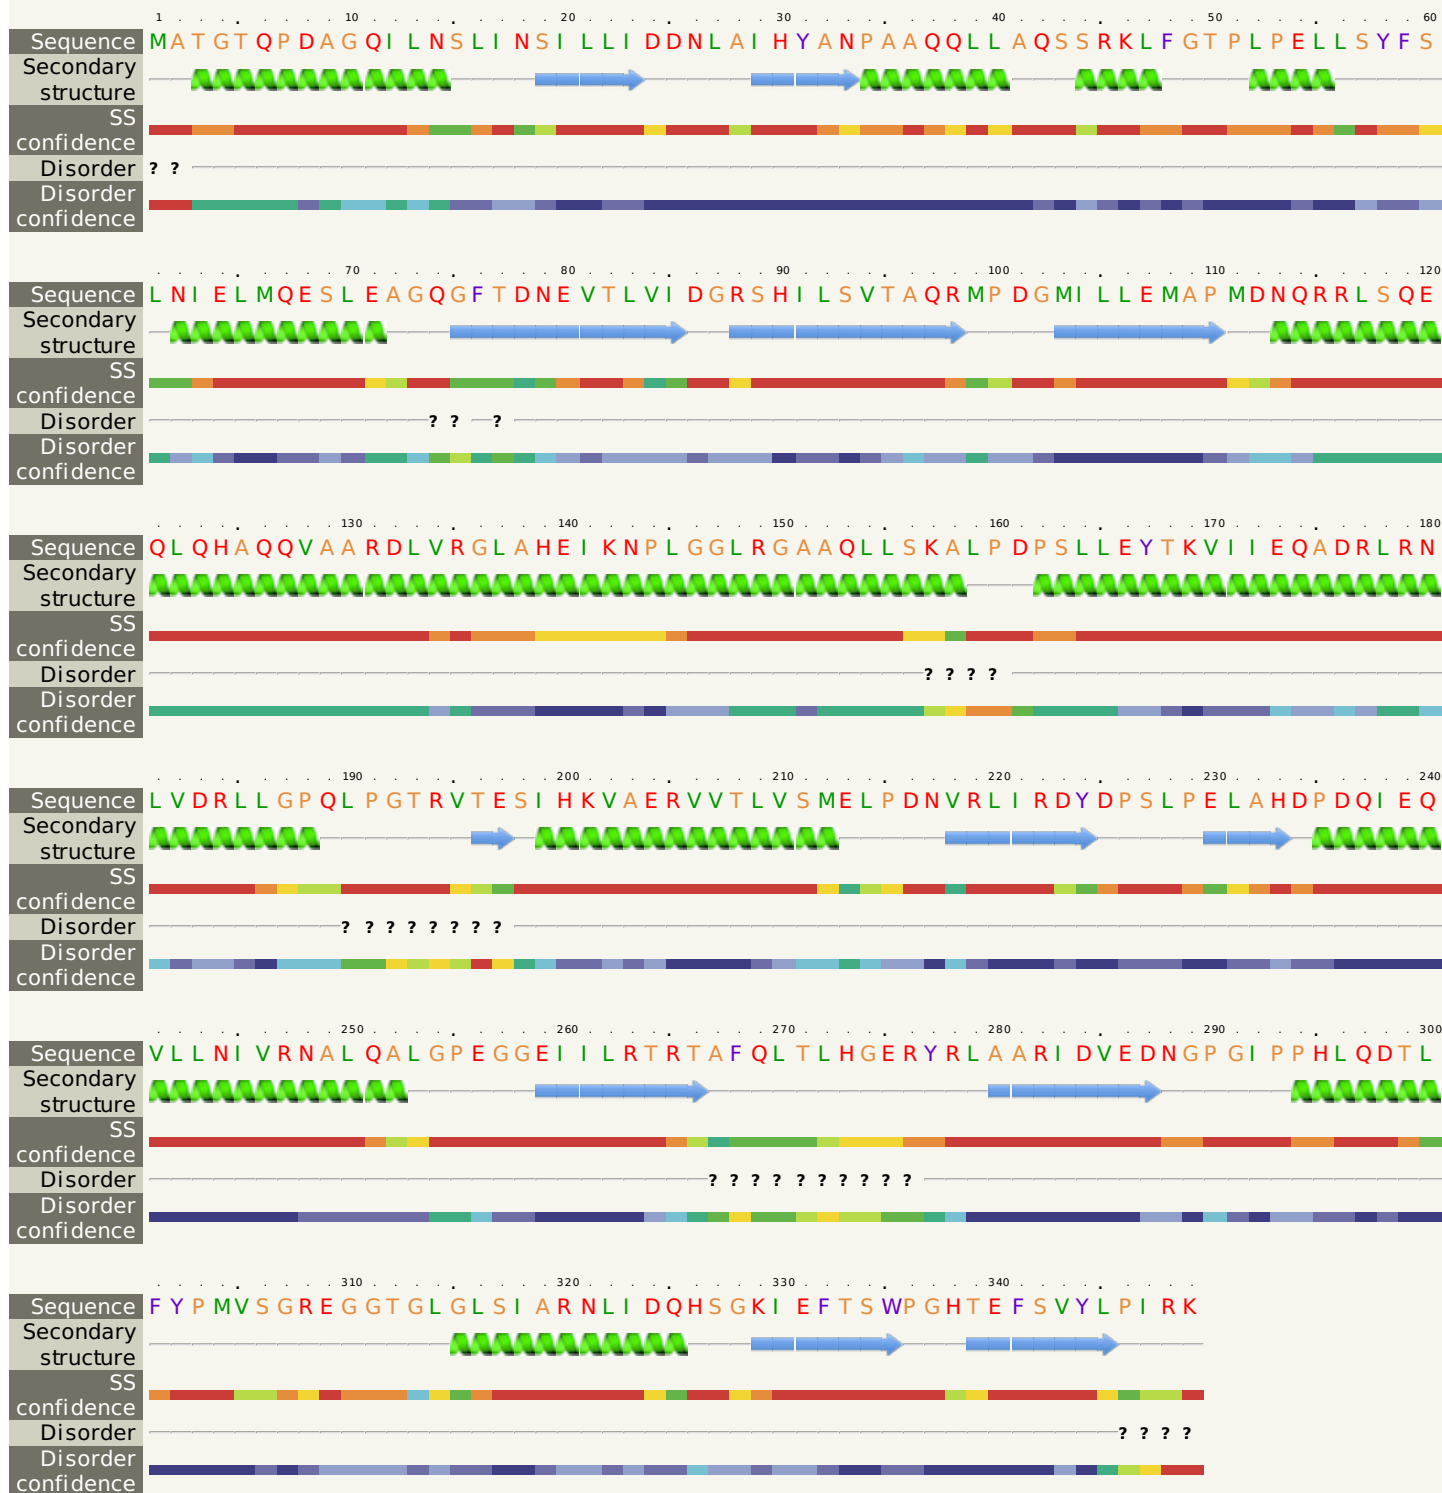 1 10 20 30 40 50 60
Sequence MATGTQPDAGQILNSLINSILLIDDNLAIHYANPAAQQLLAQSSRKLFGTPLPELLSYFS
Secondary
structure
SS
confidence
Disorder ? ?
Disorder
confidence
70 80 90 100 110 120
Sequence LNIELMQESLEAGQGFTDNEVTLVIDGRSHILSVTAQRMPDGMILLEMAPMDNQRRLSQE
Secondary
structure
SS
confidence
Disorder ? ? ?
Disorder
confidence
130 140 150 160 170 180
Sequence QLQHAQQVAARDLVRGLAHEIKNPLGGLRGAAQLLSKALPDPSLLEYTKVIIEQADRLRN
Secondary
structure
SS
confidence
Disorder ? ? ? ?
Disorder
confidence
190 200 210 220 230 240
Sequence LVDRLLGPQLPGTRVTESIHKVAERVVTLVSMELPDNVRLIRDYDPSLPELAHDPDQIEQ
Secondary
structure
SS
confidence
Disorder ? ? ? ? ? ? ? ?
Disorder
confidence
250 260 270 280 290 300
Sequence VLLNIVRNALQALGPEGGEIILRTRTAFQLTLHGERYRLAARIDVEDNGPGIPPHLQDTL
Secondary
structure
SS
confidence
Disorder ? ? ? ? ? ? ? ? ? ?
Disorder
confidence
310 320 330 340
Sequence FYPMVSGREGGTGLGLSIARNLIDQHSGKIEFTSWPGHTEFSVYLPIRK
Secondary
structure
SS
confidence
Disorder ? ? ? ?
Disorder
confidence